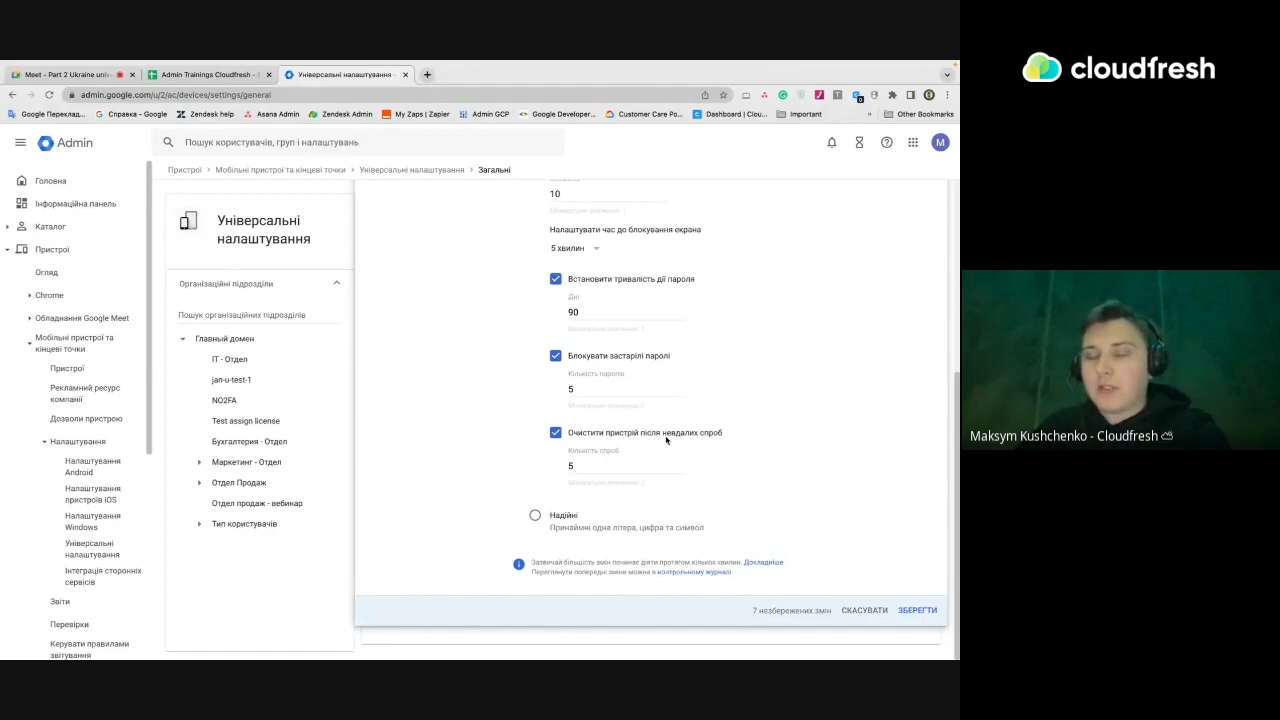 cloudfresh
Meet - Part 2 Ukraine univ
Admin Trainings Cloudfresh - (
Універсальні налаштування -
admin.google.com/u/2/ac/devices/settings/general
Google Переклад...
Справка - Google
Zendesk help
Asana Admin
Zendesk Admin
My Zaps | Zapier
Admin GCP
Google Developer...
Customer Care Po...
Dashboard | Clou...
Important
Other Bookmarks
Admin
Пошук користувачів, груп і налаштувань
M
Пристрої
Мобільні пристрої та кінцеві точки
Універсальні налаштування
Загальні
Головна
Інформаційна панель
Каталог
Пристрої
Огляд
Chrome
Обладнання Google Meet
Мобільні пристрої та
кінцеві точки
Пристрої
Рекламний ресурс
компанії
Дозволи пристрою
Налаштування
Налаштування
Android
Налаштування
пристроїв iOS
Налаштування
Windows
Універсальні
налаштування
Інтеграція сторонніх
сервісів
Звіти
Перевірки
Керувати правилами
звітування
Універсальні
налаштування
Організаційні підрозділи
Пошук організаційних підрозділів
Главный домен
IT - Отдел
jan-u-test-1
NO2FA
Test assign license
Бухгалтерия - Отдел
Маркетинг - Отдел
Отдел Продаж
Отдел продаж - вебинар
Тип користувачів
10
Налаштувати час до блокування екрана
5 хвилин
Встановити тривалість дії пароля
Дні
90
Блокувати застарілі паролі
Кількість паролів
5
Очистити пристрій після невдалих спроб
Кількість спроб
5
Надійні
Принаймні одна літера, цифра та символ
Зазвичай більшість змін починає діяти протягом кількох хвилин. Докладніше
Переглянути попередні зміни можна в контрольному журналі
7 незбережених змін
СКАСУВАТИ
ЗБЕРЕГТИ
Maksym Kushchenko - Cloudfresh